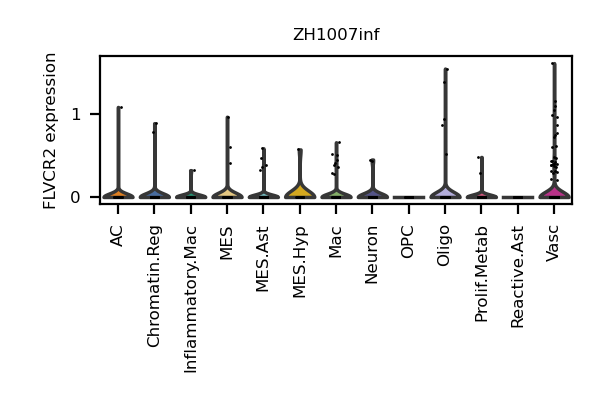 ZH1007inf
FLVCR2 expression
1
0
AC
Chromatin.Reg
Inflammatory.Mac
MES
MES.Ast
MES.Hyp
Mac
Neuron
OPC
Oligo
Prolif.Metab
Reactive.Ast
Vasc